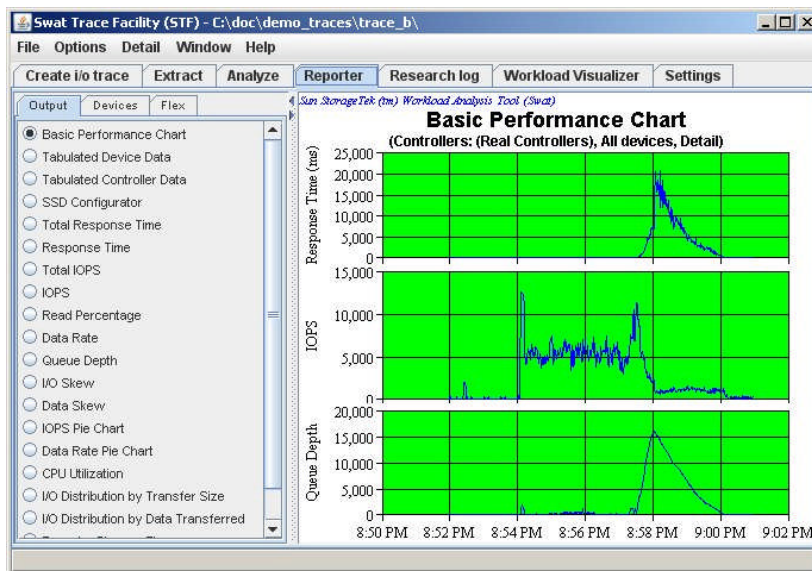 Swat Trace Facility (STF) - C:\doc\demo_traces\trace_b\
File Options Detail Window Help
Create i/o trace Extract Analyze Reporter Research log Workload Visualizer Settings
Output Devices Flex
Basic Performance Chart
Tabulated Device Data
Tabulated Controller Data
SSD Configurator
Total Response Time
Response Time
Total IOPS
IOPS
Read Percentage
Data Rate
Queue Depth
I/O Skew
Data Skew
IOPS Pie Chart
Data Rate Pie Chart
CPU Utilization
I/O Distribution by Transfer Size
I/O Distribution by Data Transferred
Sun StorageTek (tm) Workload Analysis Tool (Swat)
Basic Performance Chart
(Controllers: (Real Controllers), All devices, Detail)
Response Time (ms)
25,000
20,000
15,000
10,000
5,000
0
IOPS
15,000
10,000
5,000
0
Queue Depth
20,000
15,000
10,000
5,000
0
8:50 PM 8:52 PM 8:54 PM 8:56 PM 8:58 PM 9:00 PM 9:02 PM